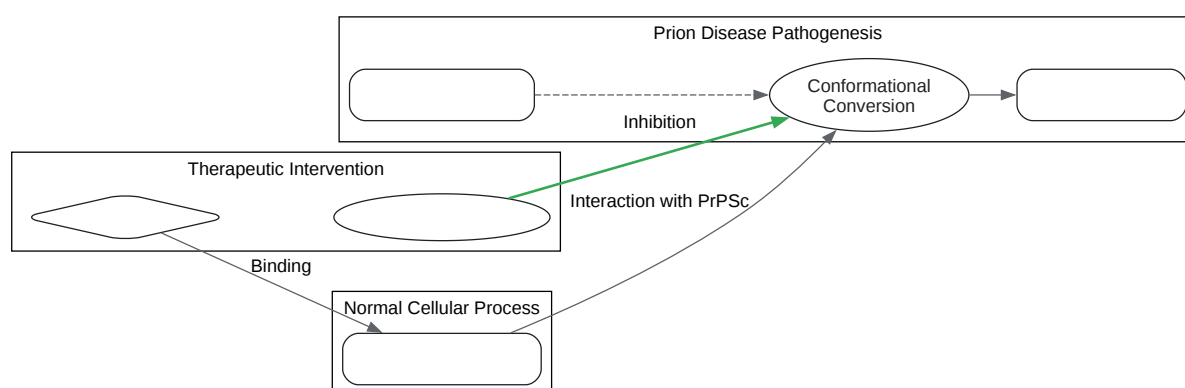 Prion Disease Pathogenesis
Conformational
Conversion
Inhibition
Therapeutic Intervention
Interaction with PrPSc
Binding
Normal Cellular Process